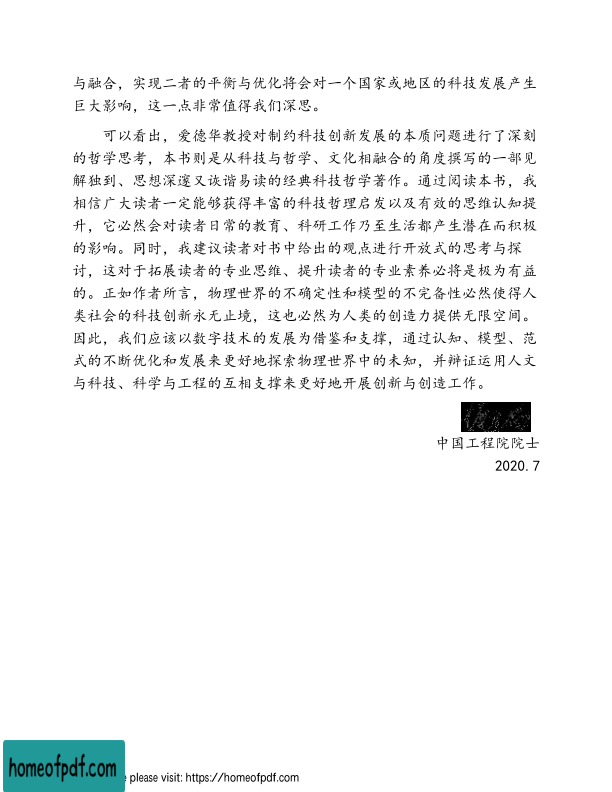 与融合，实现二者的平衡与优化将会对一个国家或地区的科技发展产生
巨大影响，这一点非常值得我们深思。
可以看出，爱德华教授对制约科技创新发展的本质问题进行了深刻
的哲学思考，本书则是从科技与哲学、文化相融合的角度撰写的一部见
解独到、思想深邃又诙谐易读的经典科技哲学著作。通过阅读本书，我
相信广大读者一定能够获得丰富的科技哲理启发以及有效的思维认知提
升，它必然会对读者日常的教育、科研工作乃至生活都产生潜在而积极
的影响。同时，我建议读者对书中给出的观点进行开放式的思考与探
讨，这对于拓展读者的专业思维、提升读者的专业素养必将是极为有益
的。正如作者所言，物理世界的不确定性和模型的不完备性必然使得人
类社会的科技创新永无止境，这也必然为人类的创造力提供无限空间。
因此，我们应该以数字技术的发展为借鉴和支撑，通过认知、模型、范
式的不断优化和发展来更好地探索物理世界中的未知，并辩证运用人文
与科技、科学与工程的互相支撑来更好地开展创新与创造工作。
中国工程院院士
2020.7
homeofpdf.com
please visit: https://homeofpdf.com